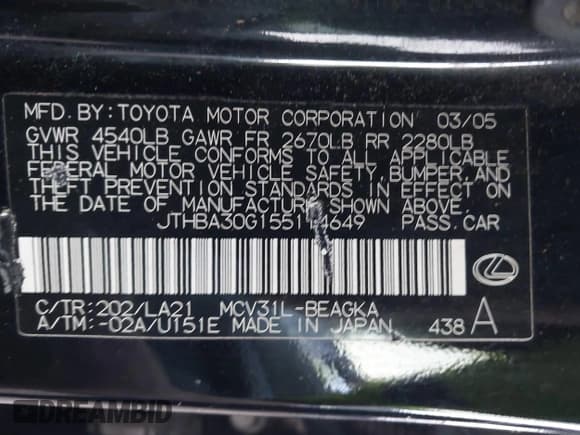 MFD. BY: TOYOTA MOTOR CORPORATION 03/05
GVWR 4540LB GAWR FR 2670LB RR 2280LB
THIS VEHICLE CONFORMS TO ALL APPLICABLE
FEDERAL MOTOR VEHICLE SAFETY, BUMPER, AND
THEFT PREVENTION STANDARDS IN EFFECT ON
THE DATE OF MANUFACTURE SHOWN ABOVE.
PASS. CAR
C/TR: 202/LA21 MCV31L-BEAGKA
A/TM: -02A/U151E MADE IN JAPAN 438 A
DREAMBID